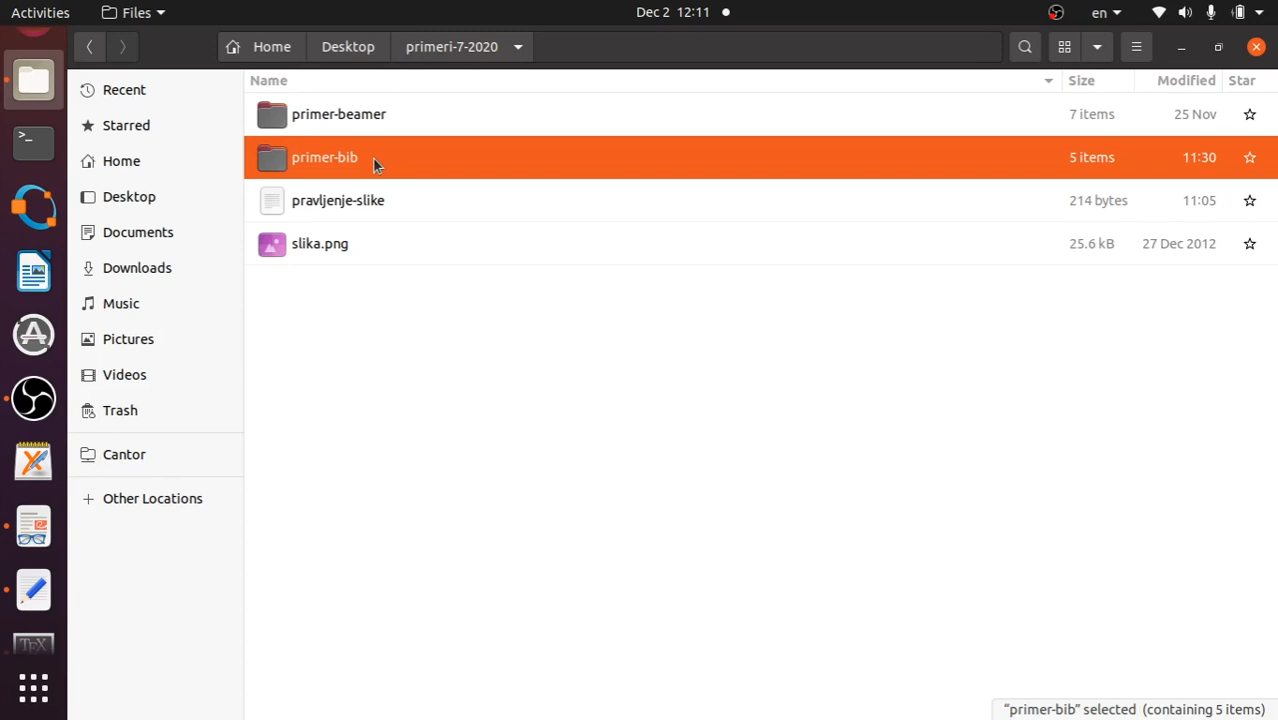 Activities Files Dec 2 12:11 en
Home Desktop primeri-7-2020
Name Size Modified Star
Recent
Starred
Home
Desktop
Documents
Downloads
Music
Pictures
Videos
Trash
Cantor
Other Locations
primer-beamer 7 items 25 Nov
primer-bib 5 items 11:30
pravljenje-slike 214 bytes 11:05
slika.png 25.6 kB 27 Dec 2012
>_
A
TEX
"primer-bib" selected (containing 5 items)